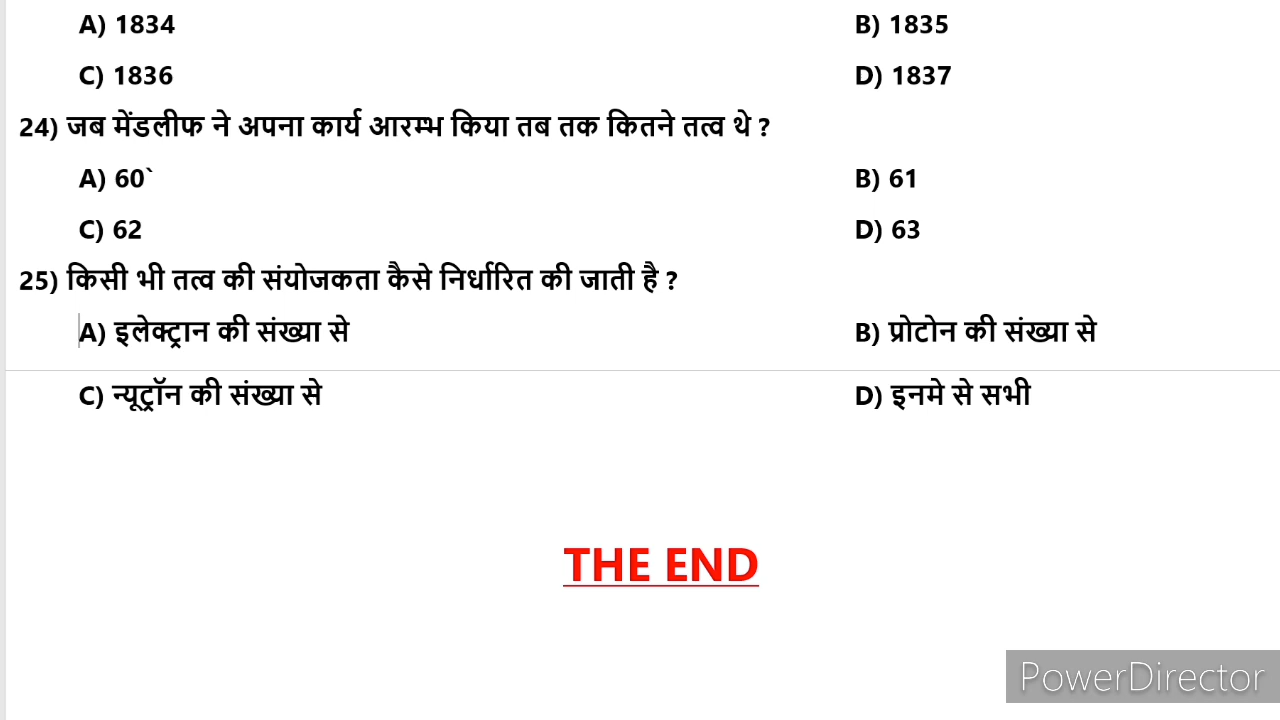 A) 1834 B) 1835
C) 1836 D) 1837
24) जब मेंडलीफ ने अपना कार्य आरम्भ किया तब तक कितने तत्व थे ?
A) 60` B) 61
C) 62 D) 63
25) किसी भी तत्व की संयोजकता कैसे निर्धारित की जाती है ?
A) इलेक्ट्रान की संख्या से B) प्रोटोन की संख्या से
C) न्यूट्रॉन की संख्या से D) इनमे से सभी
THE END
PowerDirector